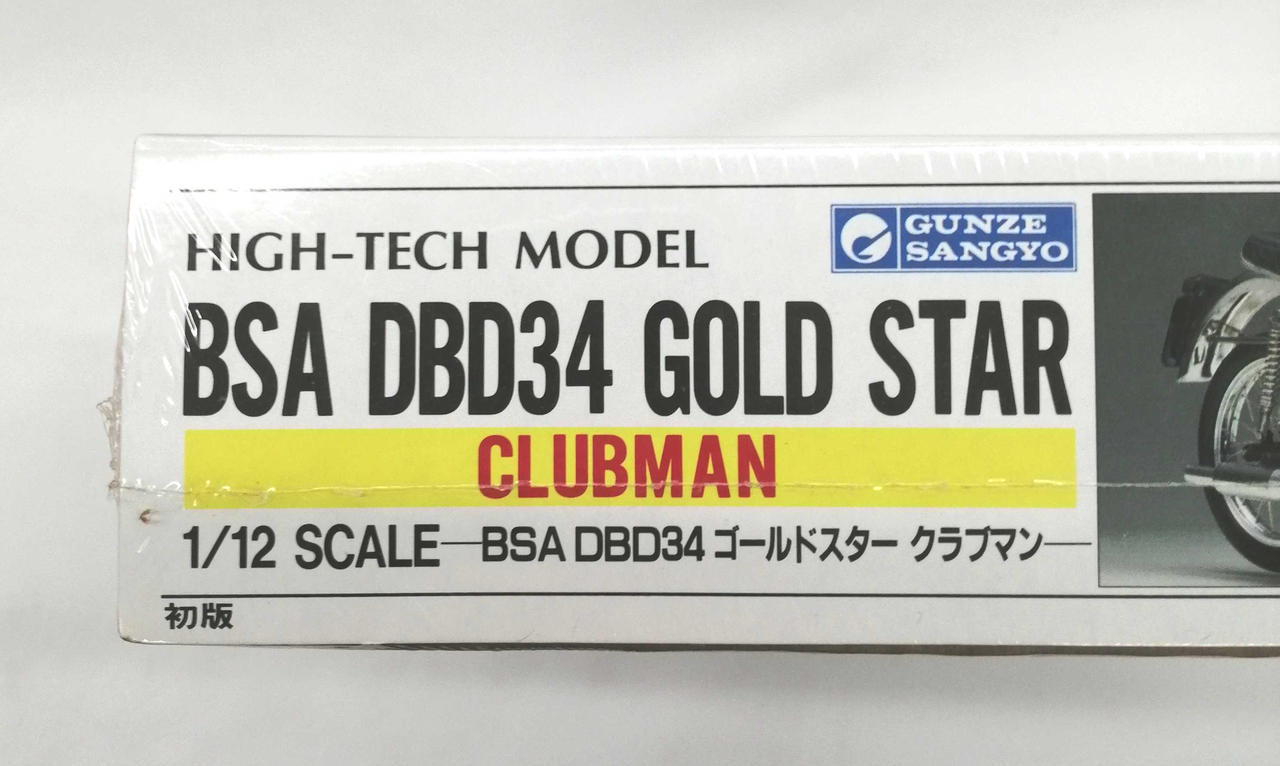 HIGH-TECH MODEL
GUNZE
SANGYO
BSA DBD34 GOLD STAR
CLUBMAN
1/12 SCALE—BSA DBD34 ゴールドスター クラブマン—
初版